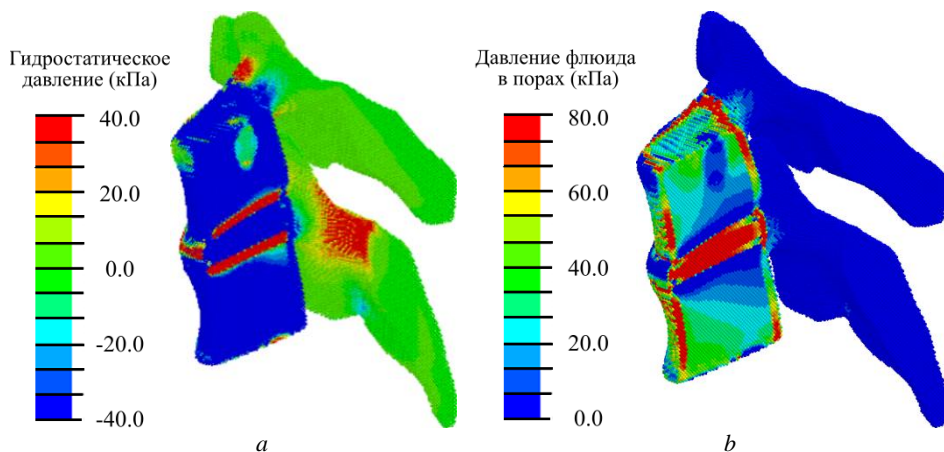 Гидростатическое
давление (кПа)
40.0
20.0
0.0
-20.0
-40.0
a
Давление флюида
в порах (кПа)
80.0
60.0
40.0
20.0
0.0
b